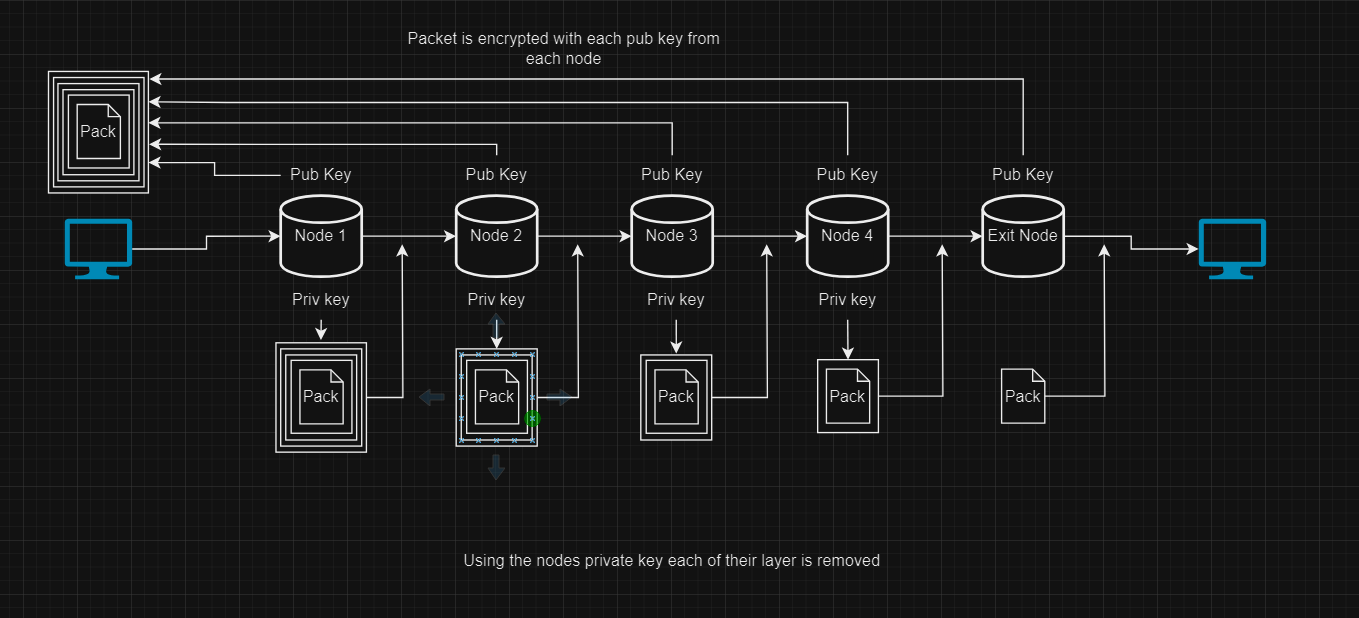 Packet is encrypted with each pub key from
each node
Pack
Pub Key
Pub Key
Pub Key
Pub Key
Pub Key
Node 1
Node 2
Node 3
Node 4
Exit Node
Priv key
Priv key
Priv key
Priv key
Pack
Pack
Pack
Pack
Pack
Using the nodes private key each of their layer is removed